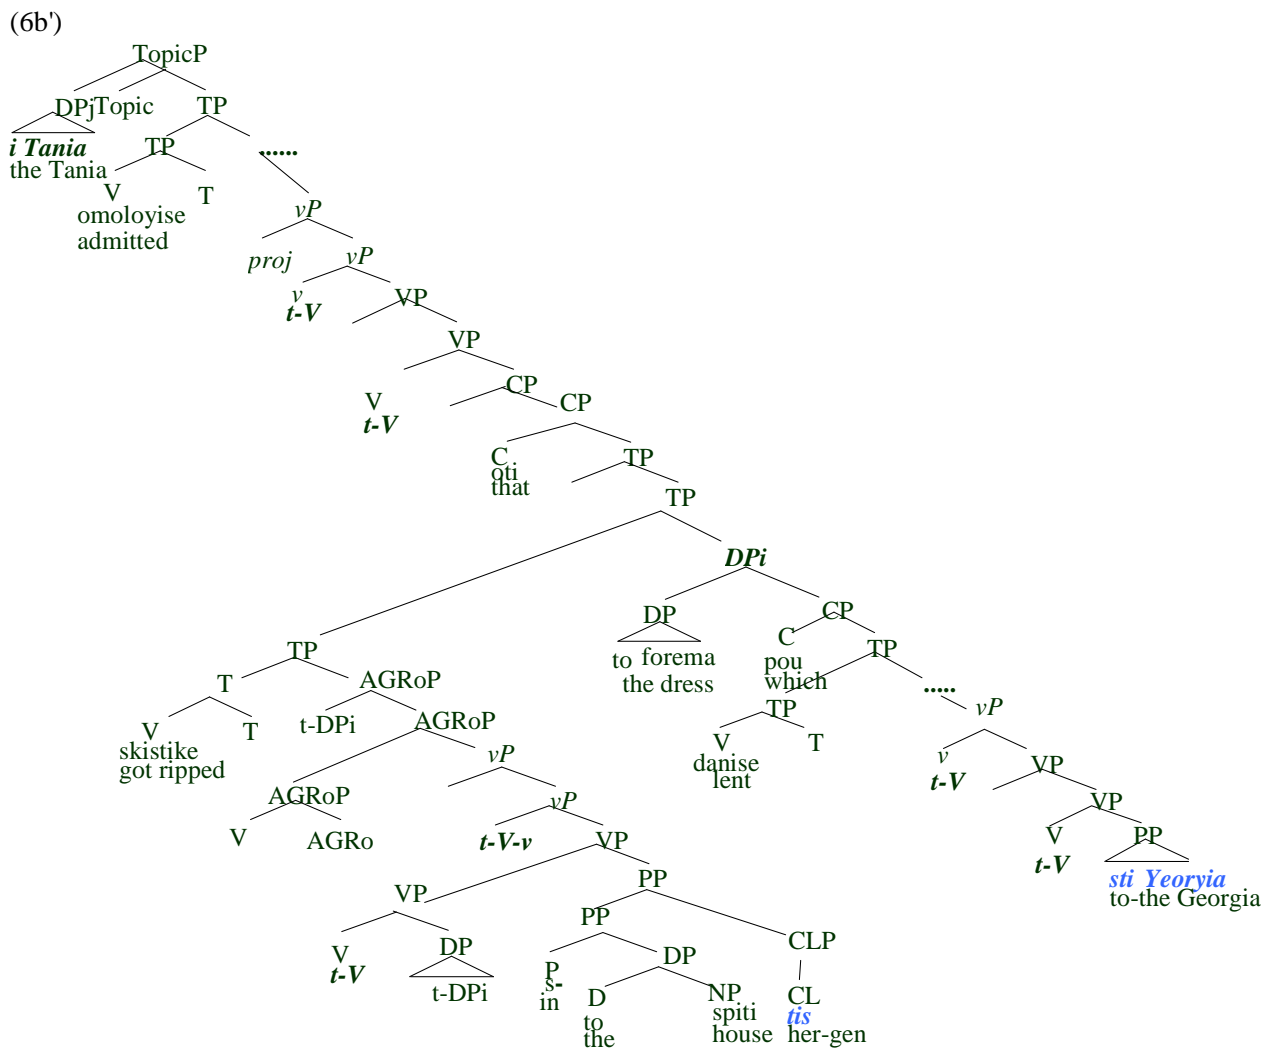 (6b')
TopicP
DPj Topic TP
i Tania TP ......
the Tania
V T
omoloyise
admitted
vP
proj vP
v VP
t-V
VP
V CP CP
t-V
C TP
oti
that
TP
DPi
DP CP
to forema C TP
the dress pou
which
TP AGRoP .....
T t-DPi AGRoP TP vP
V T V T
skistike danise
got ripped lent
vP v VP
t-V
AGRoP vP VP
V AGRo t-V-v VP V PP
t-V sti Yeoryia
to-the Georgia
VP PP
PP CLP
V DP P DP
t-V t-DPi s-
in
D NP CL
to spiti tis
the house her-gen